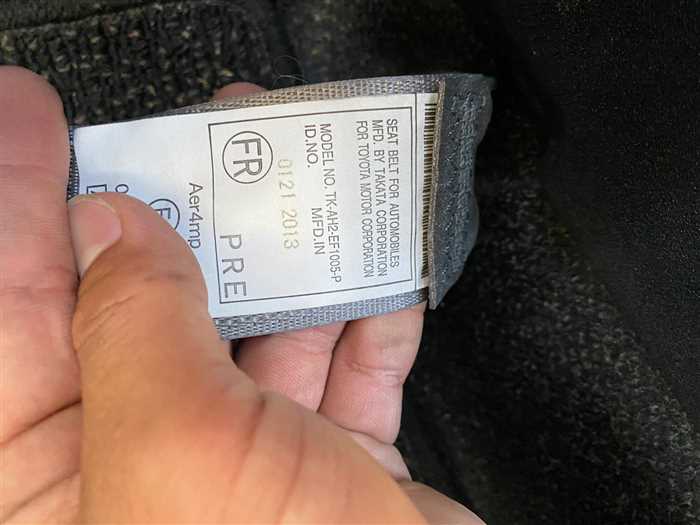 SEAT BELT FOR AUTOMOBILES
MFD. BY TAKATA CORPORATION
FOR TOYOTA MOTOR CORPORATION
MODEL NO. TK-AH2-EF1005-P
ID.NO. MFD.IN
0121 2013
FR PRE
Aer4mp